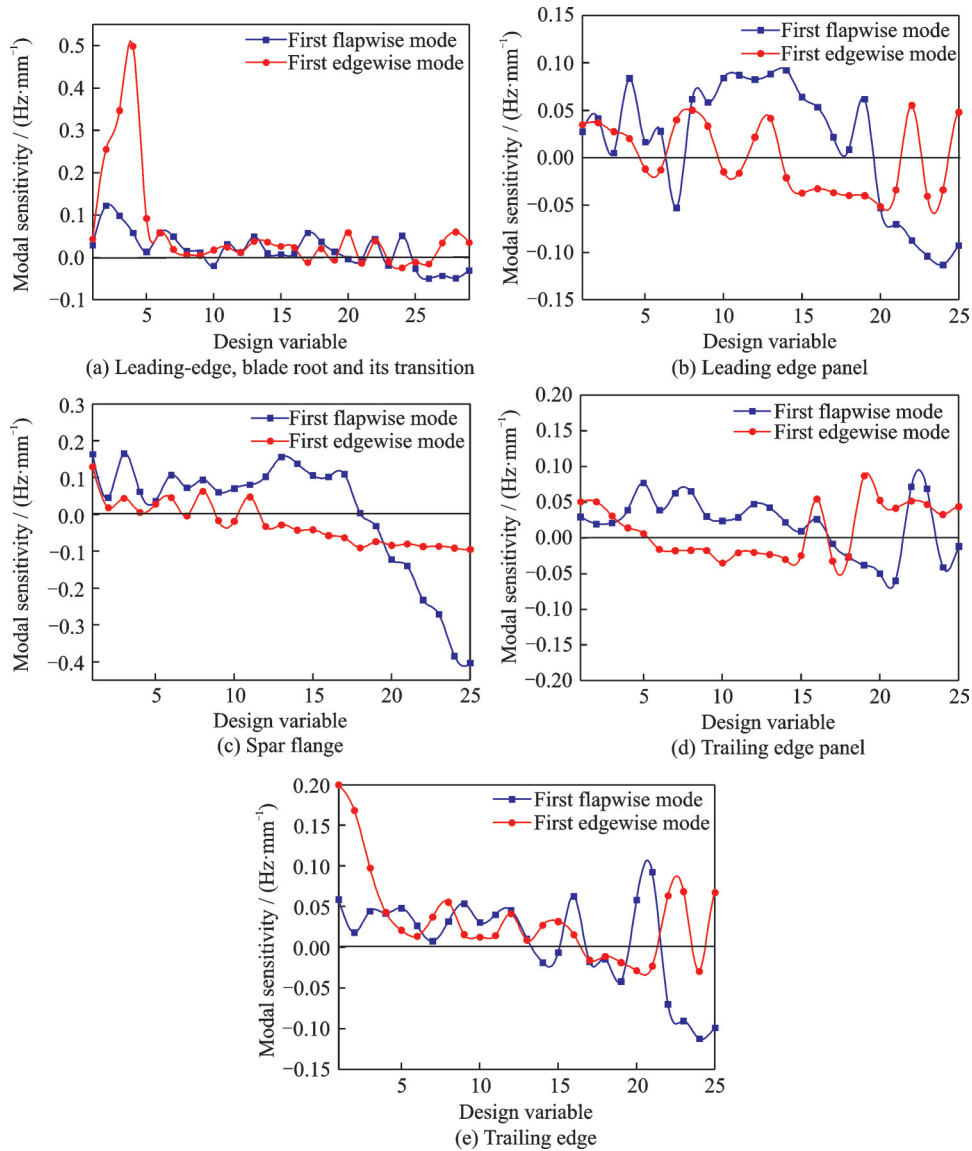 First flapwise mode
First edgewise mode
0.5
0.4
0.3
0.2
0.1
0.0
−0.1
Modal sensitivity / (Hz·mm⁻¹)
5 10 15 20 25
Design variable
(a) Leading-edge, blade root and its transition
First flapwise mode
First edgewise mode
0.15
0.10
0.05
0.00
−0.05
−0.10
−0.15
Modal sensitivity / (Hz·mm⁻¹)
5 10 15 20 25
Design variable
(b) Leading edge panel
First flapwise mode
First edgewise mode
0.3
0.2
0.1
0.0
−0.1
−0.2
−0.3
−0.4
Modal sensitivity / (Hz·mm⁻¹)
5 10 15 20 25
Design variable
(c) Spar flange
First flapwise mode
First edgewise mode
0.20
0.15
0.10
0.05
0.00
−0.05
−0.10
−0.15
−0.20
Modal sensitivity / (Hz·mm⁻¹)
5 10 15 20 25
Design variable
(d) Trailing edge panel
First flapwise mode
First edgewise mode
0.20
0.15
0.10
0.05
0.00
−0.05
−0.10
−0.15
Modal sensitivity / (Hz·mm⁻¹)
5 10 15 20 25
Design variable
(e) Trailing edge